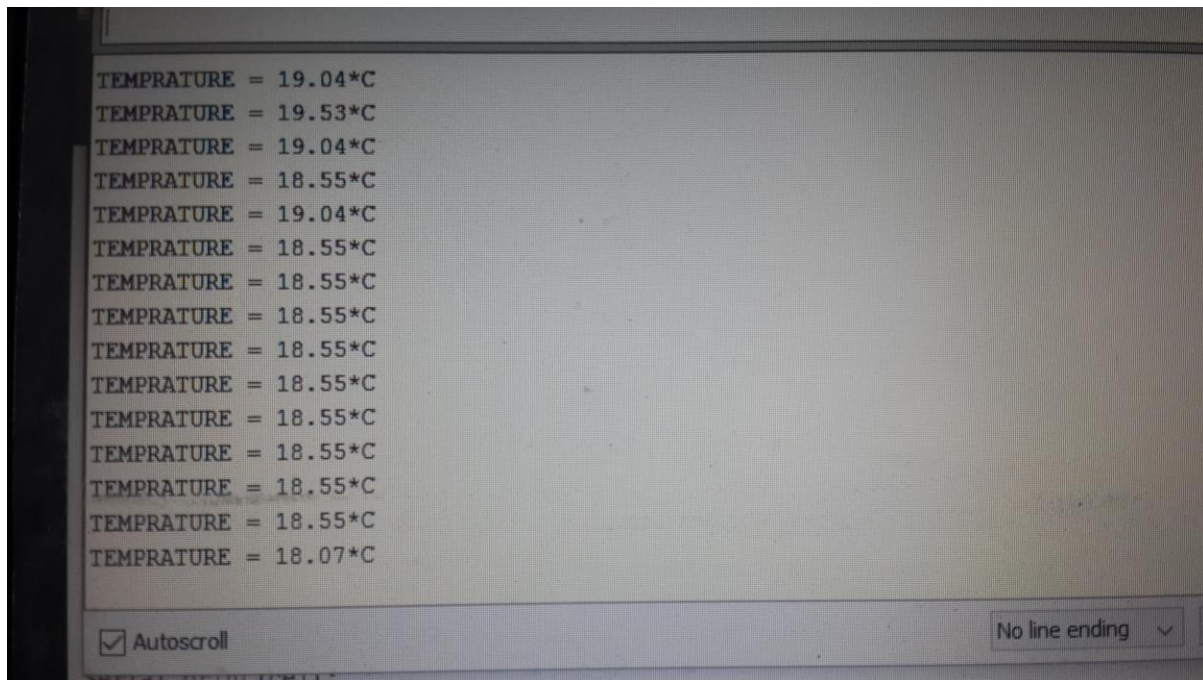 TEMPRATURE = 19.04*C
TEMPRATURE = 19.53*C
TEMPRATURE = 19.04*C
TEMPRATURE = 18.55*C
TEMPRATURE = 19.04*C
TEMPRATURE = 18.55*C
TEMPRATURE = 18.55*C
TEMPRATURE = 18.55*C
TEMPRATURE = 18.55*C
TEMPRATURE = 18.55*C
TEMPRATURE = 18.55*C
TEMPRATURE = 18.55*C
TEMPRATURE = 18.55*C
TEMPRATURE = 18.55*C
TEMPRATURE = 18.07*C
Autoscroll No line ending